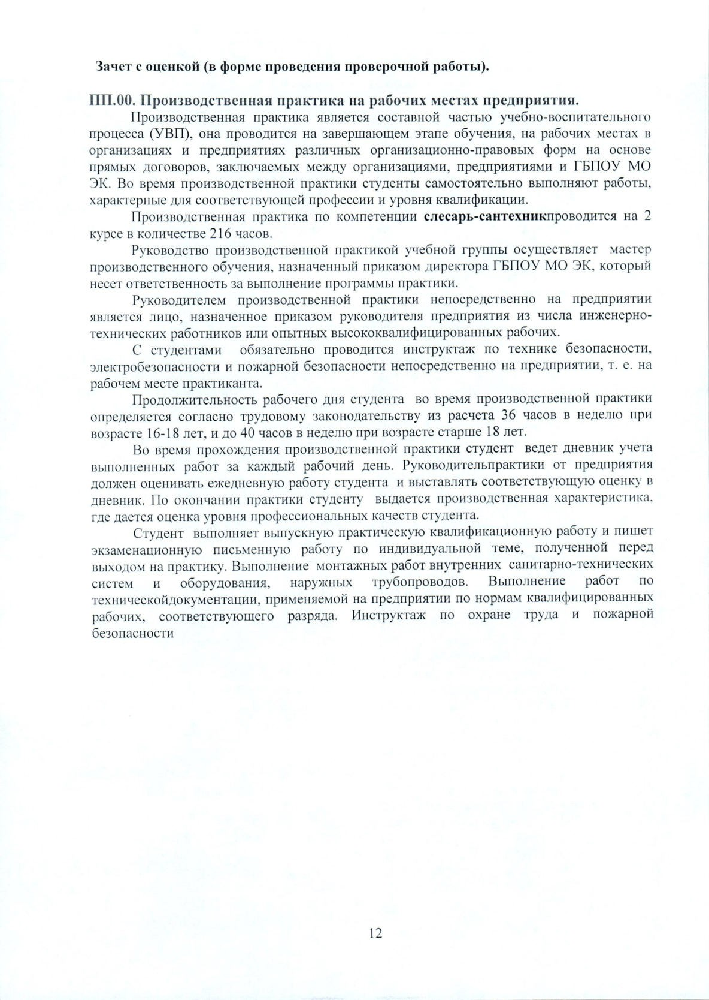 Зачет с оценкой (в форме проведения проверочной работы).
ПП.00. Производственная практика на рабочих местах предприятия.
Производственная практика является составной частью учебно-воспитательного
процесса (УВП), она проводится на завершающем этапе обучения, на рабочих местах в
организациях и предприятиях различных организационно-правовых форм на основе
прямых договоров, заключаемых между организациями, предприятиями и ГБПОУ МО
ЭК. Во время производственной практики студенты самостоятельно выполняют работы,
характерные для соответствующей профессии и уровня квалификации.
Производственная практика по компетенции слесарь-сантехникпроводится на 2
курсе в количестве 216 часов.
Руководство производственной практикой учебной группы осуществляет мастер
производственного обучения, назначенный приказом директора ГБПОУ МО ЭК, который
несет ответственность за выполнение программы практики.
Руководителем производственной практики непосредственно на предприятии
является лицо, назначенное приказом руководителя предприятия из числа инженерно-
технических работников или опытных высококвалифицированных рабочих.
С студентами обязательно проводится инструктаж по технике безопасности,
электробезопасности и пожарной безопасности непосредственно на предприятии, т. е. на
рабочем месте практиканта.
Продолжительность рабочего дня студента во время производственной практики
определяется согласно трудовому законодательству из расчета 36 часов в неделю при
возрасте 16-18 лет, и до 40 часов в неделю при возрасте старше 18 лет.
Во время прохождения производственной практики студент ведет дневник учета
выполненных работ за каждый рабочий день. Руководительпрактики от предприятия
должен оценивать ежедневную работу студента и выставлять соответствующую оценку в
дневник. По окончании практики студенту выдается производственная характеристика,
где дается оценка уровня профессиональных качеств студента.
Студент выполняет выпускную практическую квалификационную работу и пишет
экзаменационную письменную работу по индивидуальной теме, полученной перед
выходом на практику. Выполнение монтажных работ внутренних санитарно-технических
систем и оборудования, наружных трубопроводов. Выполнение работ по
техническойдокументации, применяемой на предприятии по нормам квалифицированных
рабочих, соответствующего разряда. Инструктаж по охране труда и пожарной
безопасности
12